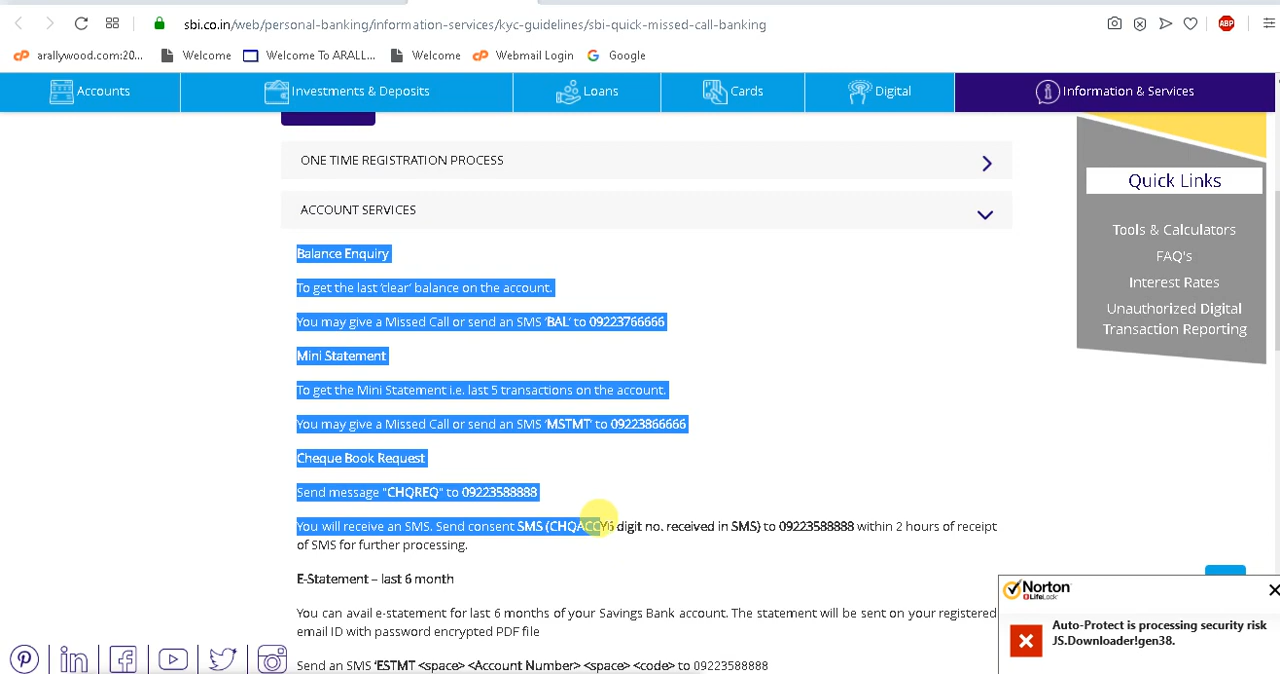 sbi.co.in/web/personal-banking/information-services/kyc-guidelines/sbi-quick-missed-call-banking
ABP
arallywood.com:20... Welcome Welcome To ARALL... Welcome Webmail Login Google
Accounts Investments & Deposits Loans Cards Digital Information & Services
ONE TIME REGISTRATION PROCESS
ACCOUNT SERVICES
Balance Enquiry
To get the last ‘clear’ balance on the account.
You may give a Missed Call or send an SMS ‘BAL’ to 09223766666
Mini Statement
To get the Mini Statement i.e. last 5 transactions on the account.
You may give a Missed Call or send an SMS ‘MSTMT’ to 09223866666
Cheque Book Request
Send message "CHQREQ" to 09223588888
You will receive an SMS. Send consent SMS {CHQACCY6 digit no. received in SMS} to 09223588888 within 2 hours of receipt
of SMS for further processing.
E-Statement – last 6 month
You can avail e-statement for last 6 months of your Savings Bank account. The statement will be sent on your registered
email ID with password encrypted PDF file
Send an SMS ‘ESTMT <space> <Account Number> <space> <code> to 09223588888
Quick Links
Tools & Calculators
FAQ's
Interest Rates
Unauthorized Digital
Transaction Reporting
Norton
LifeLock
Auto-Protect is processing security risk
JS.Downloader!gen38.